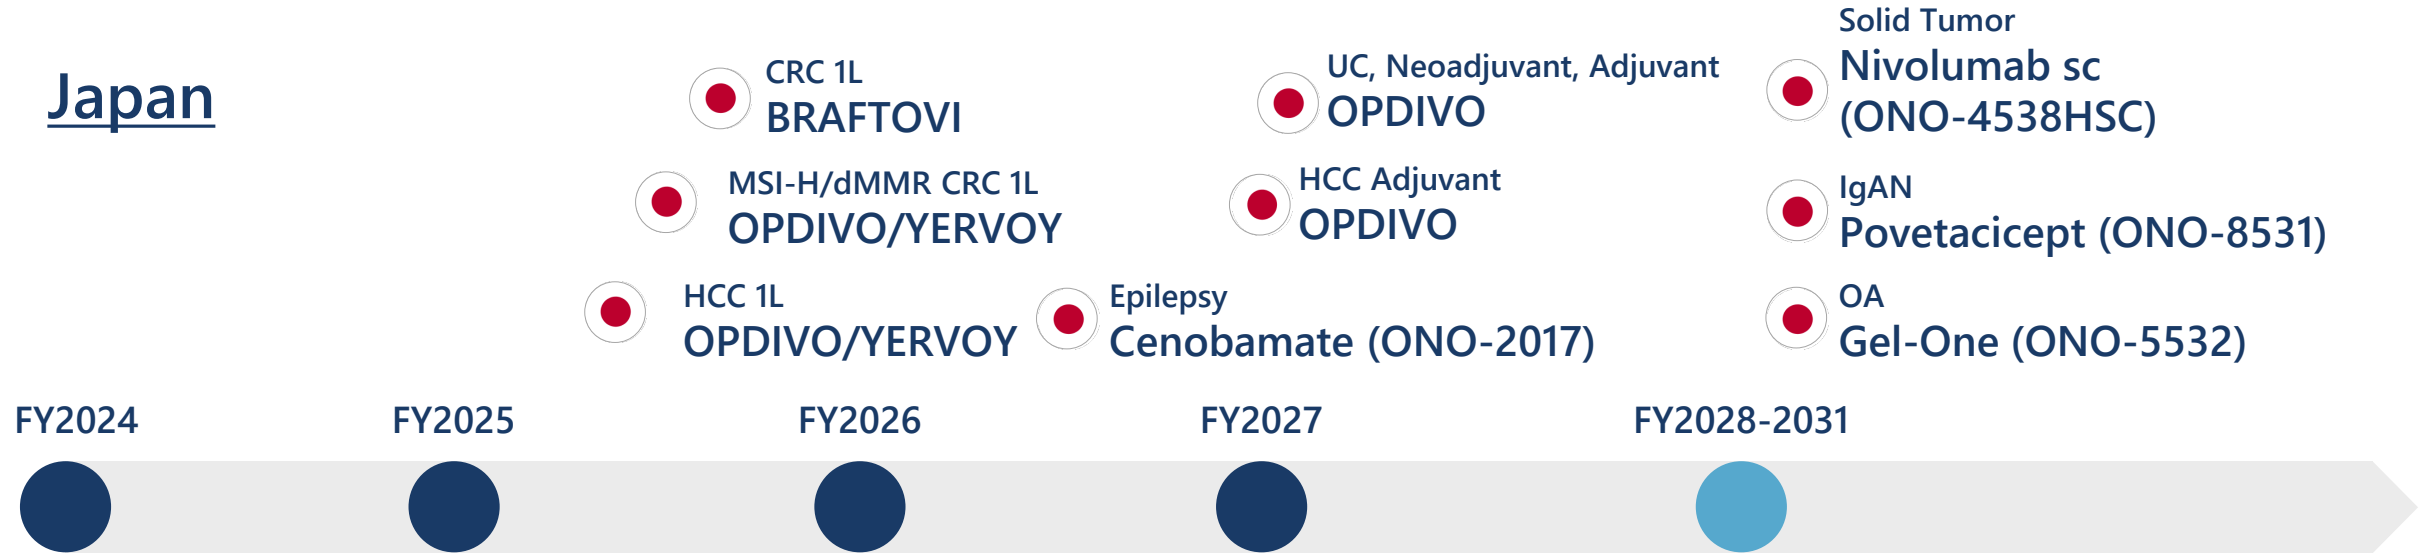 Japan
CRC 1L
BRAFTOVI
MSI-H/dMMR CRC 1L
OPDIVO/YERVOY
HCC 1L
OPDIVO/YERVOY
Epilepsy
Cenobamate (ONO-2017)
UC, Neoadjuvant, Adjuvant
OPDIVO
HCC Adjuvant
OPDIVO
Solid Tumor
Nivolumab sc
(ONO-4538HSC)
IgAN
Povetacicept (ONO-8531)
OA
Gel-One (ONO-5532)
FY2024
FY2025
FY2026
FY2027
FY2028-2031